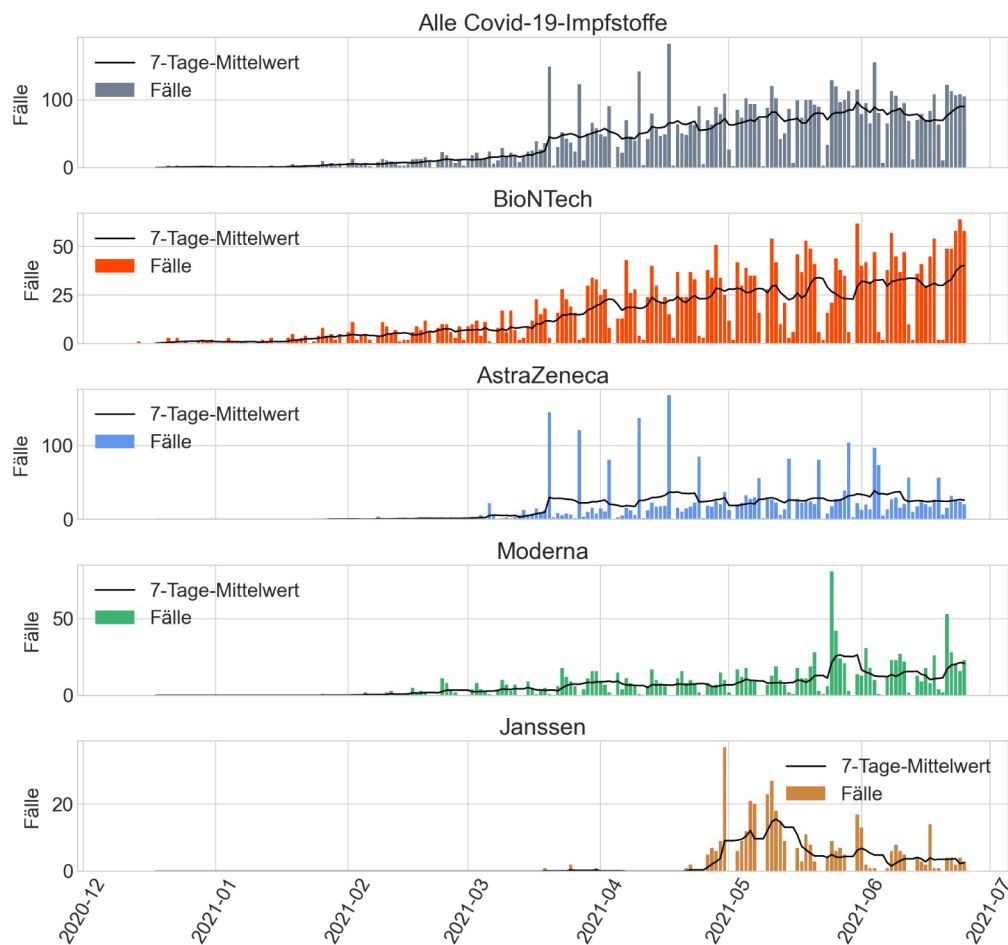 Alle Covid-19-Impfstoffe
Fälle
100
0
7-Tage-Mittelwert
Fälle
BioNTech
Fälle
50
25
0
7-Tage-Mittelwert
Fälle
AstraZeneca
Fälle
100
0
7-Tage-Mittelwert
Fälle
Moderna
Fälle
50
0
7-Tage-Mittelwert
Fälle
Janssen
Fälle
20
0
7-Tage-Mittelwert
Fälle
2020-12
2021-01
2021-02
2021-03
2021-04
2021-05
2021-06
2021-07